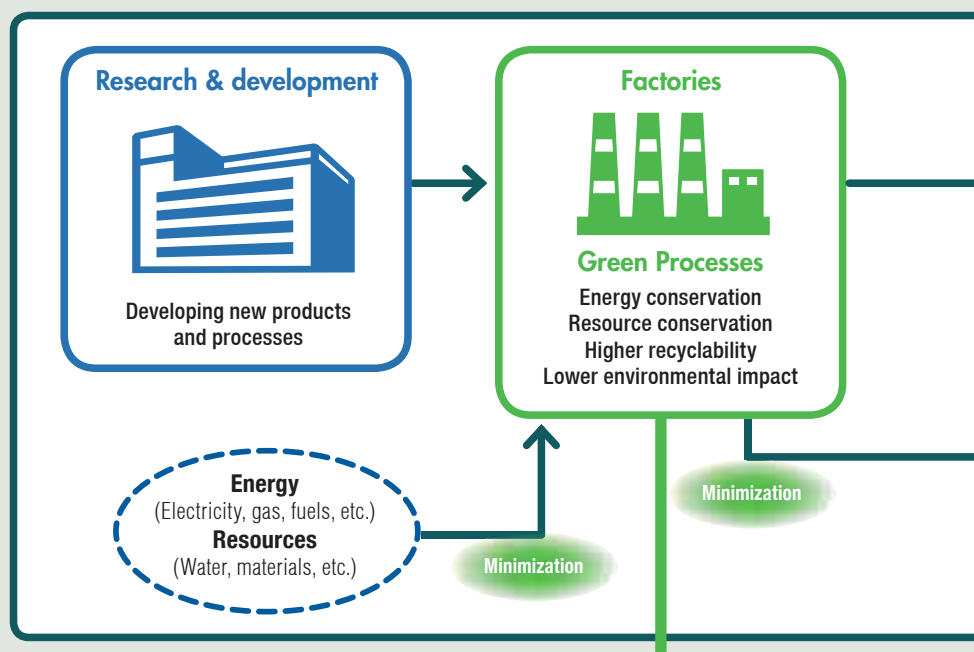 Research & development
Developing new products
and processes
Factories
Green Processes
Energy conservation
Resource conservation
Higher recyclability
Lower environmental impact
Energy
(Electricity, gas, fuels, etc.)
Resources
(Water, materials, etc.)
Minimization
Minimization